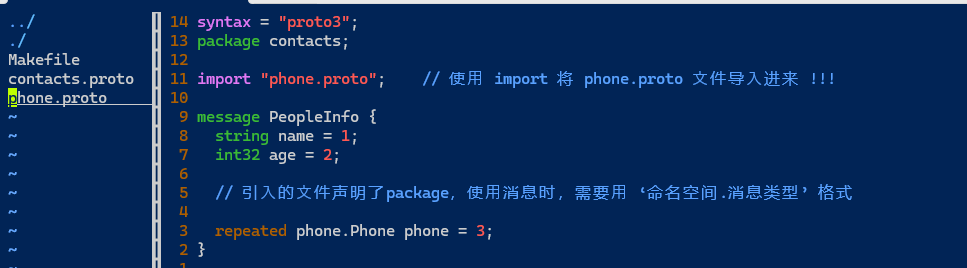 ../
./
Makefile
contacts.proto
phone.proto
~
~
~
~
~
~
~
~
14 syntax = "proto3";
13 package contacts;
12
11 import "phone.proto";    // 使用 import 将 phone.proto 文件导入进来 !!!
10
9 message PeopleInfo {
8   string name = 1;
7   int32 age = 2;
6
5   // 引入的文件声明了package，使用消息时，需要用 ‘命名空间.消息类型’ 格式
4
3   repeated phone.Phone phone = 3;
2 }
1